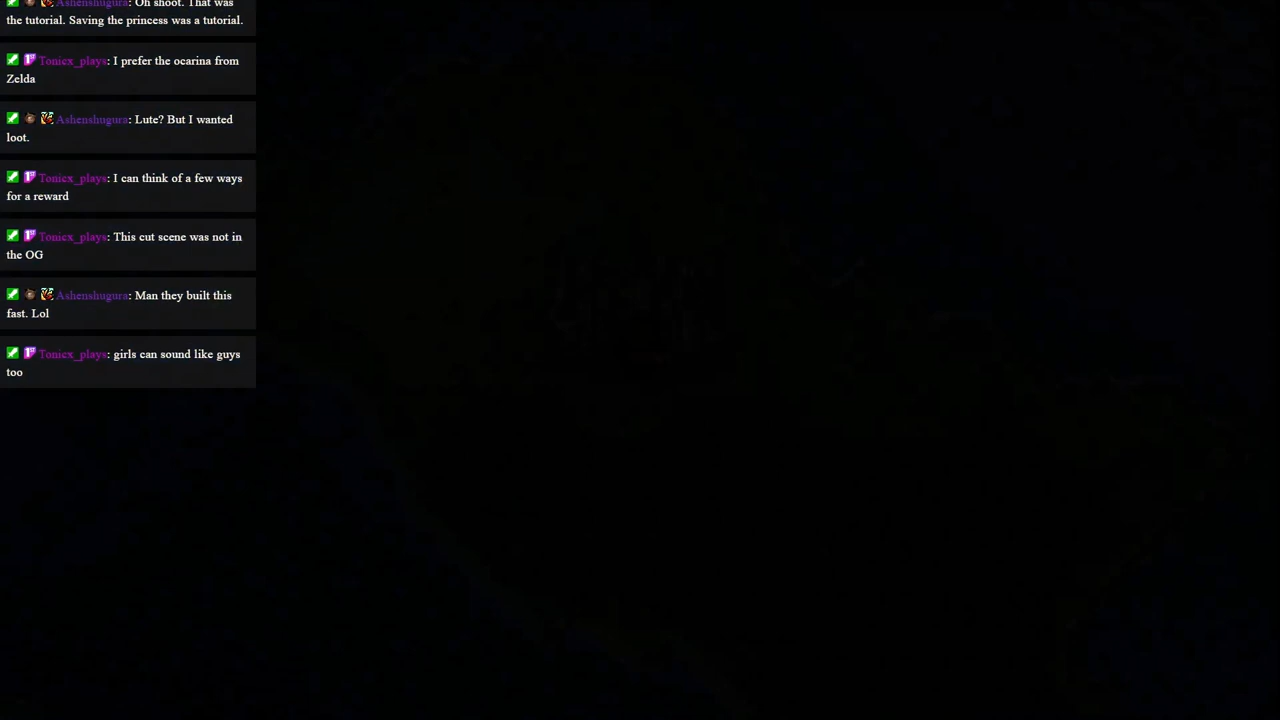 Ashenshugura: Oh shoot. That was
the tutorial. Saving the princess was a tutorial.
Tonicx_plays: I prefer the ocarina from
Zelda
Ashenshugura: Lute? But I wanted
loot.
Tonicx_plays: I can think of a few ways
for a reward
Tonicx_plays: This cut scene was not in
the OG
Ashenshugura: Man they built this
fast. Lol
Tonicx_plays: girls can sound like guys
too